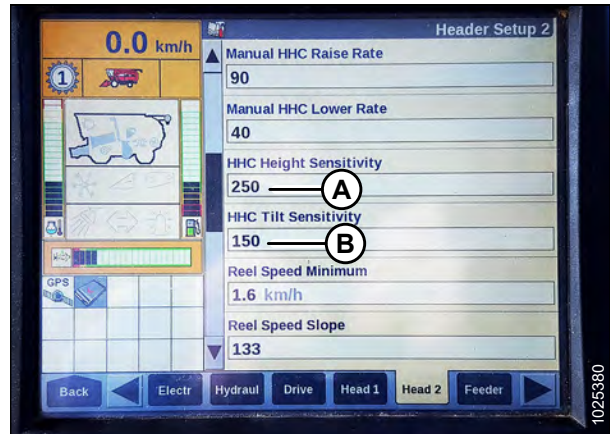 0.0 km/h
Header Setup 2
1
Manual HHC Raise Rate
90
Manual HHC Lower Rate
40
HHC Height Sensitivity
250
A
HHC Tilt Sensitivity
150
B
GPS
Reel Speed Minimum
1.6 km/h
Reel Speed Slope
133
Back Electr Hydraul Drive Head 1 Head 2 Feeder
1025380